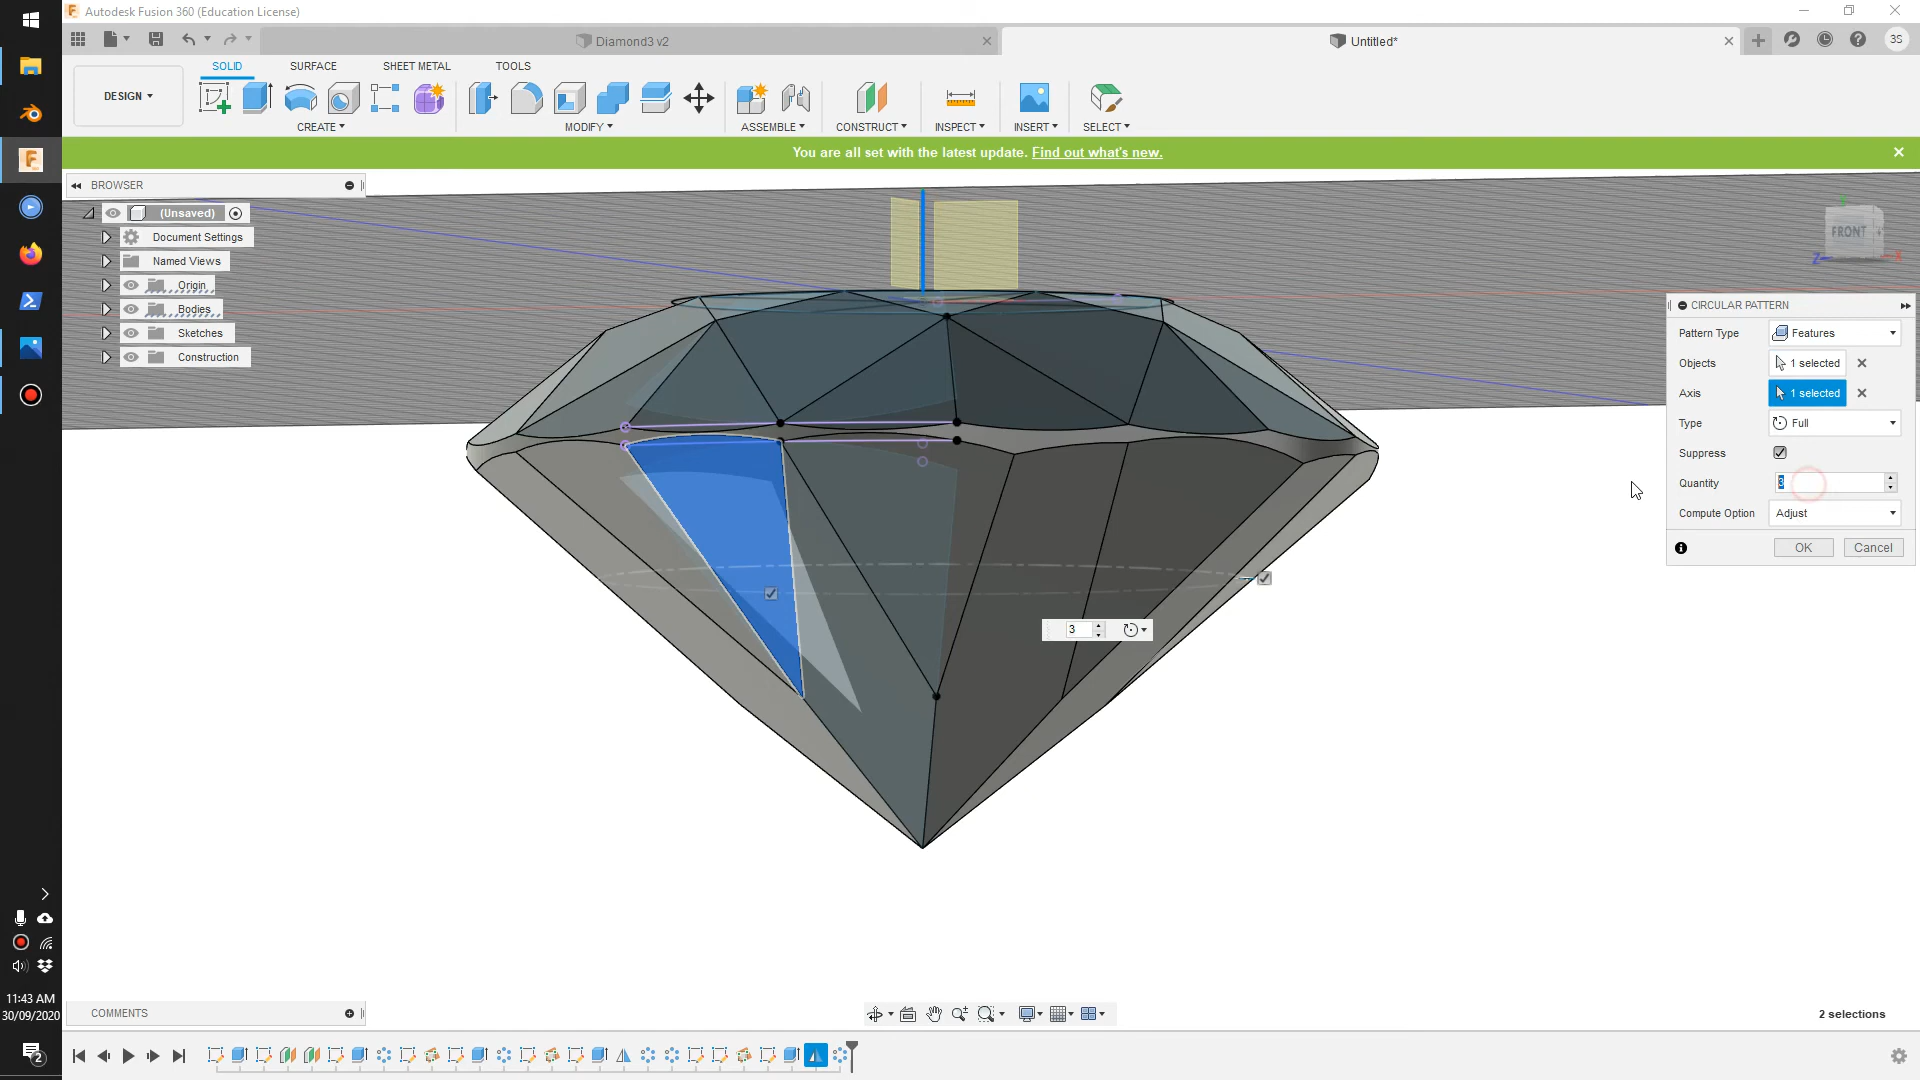 Autodesk Fusion 360 (Education License)
Diamond3 v2
Untitled*
3S
DESIGN
SOLID
SURFACE
SHEET METAL
TOOLS
CREATE
MODIFY
ASSEMBLE
CONSTRUCT
INSPECT
INSERT
SELECT
You are all set with the latest update. Find out what's new.
BROWSER
(Unsaved)
Document Settings
Named Views
Origin
Bodies
Sketches
Construction
FRONT
Z
X
CIRCULAR PATTERN
Pattern Type
Features
Objects
1 selected
Axis
1 selected
Type
Full
Suppress
Quantity
3
Compute Option
Adjust
OK
Cancel
3
11:43 AM
30/09/2020
2
COMMENTS
2 selections